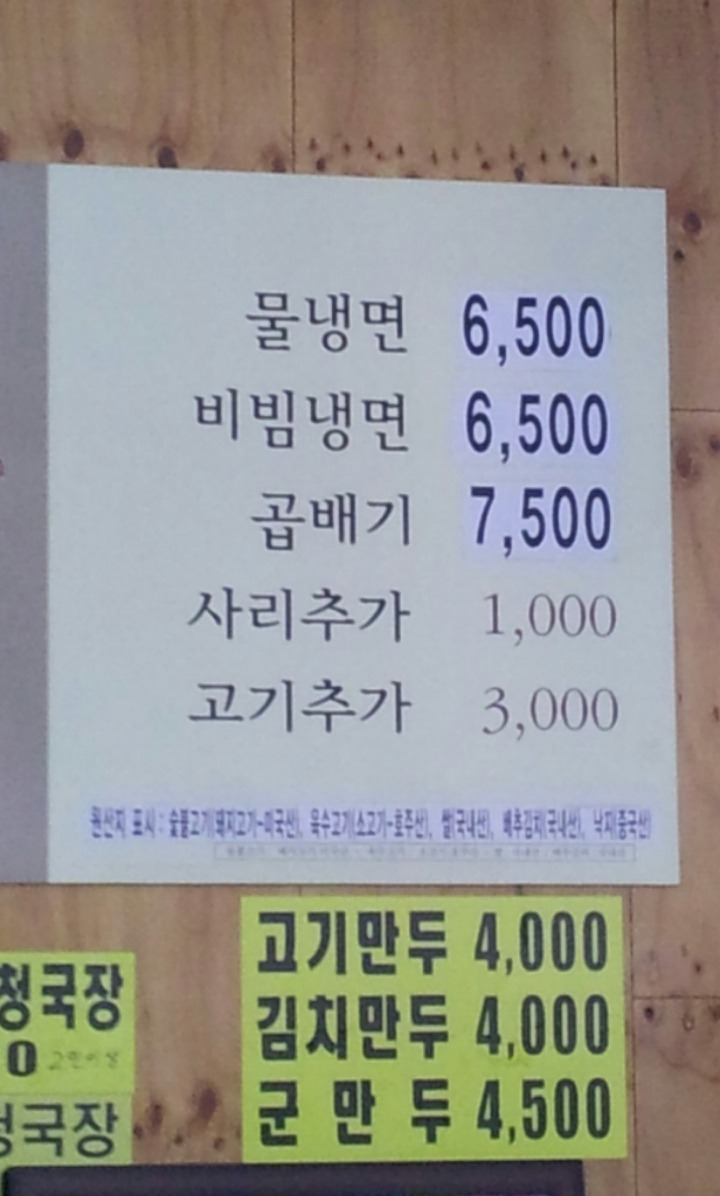 물냉면 6,500
비빔냉면 6,500
곱배기 7,500
사리추가 1,000
고기추가 3,000
원산지 표시 : 숯불고기(돼지고기-미국산), 육수고기(소고기-호주산), 쌀(국내산), 배추김치(국내산), 낙지(중국산)
고기만두 4,000
김치만두 4,000
군 만 두 4,500
청국장
0
청국장